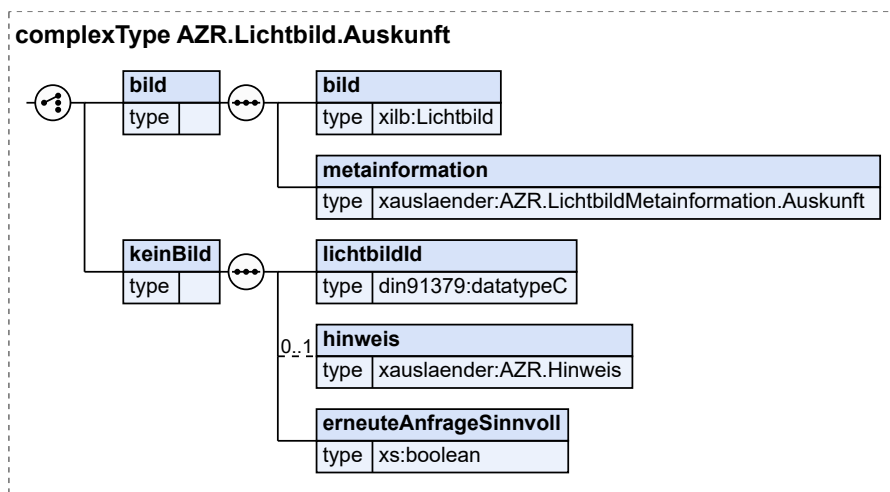 complexType AZR.Lichtbild.Auskunft
bild
type
bild
type xilb:Lichtbild
metainformation
type xauslaender:AZR.LichtbildMetainformation.Auskunft
keinBild
type
lichtbildId
type din91379:datatypeC
0..1
hinweis
type xauslaender:AZR.Hinweis
erneuteAnfrageSinnvoll
type xs:boolean